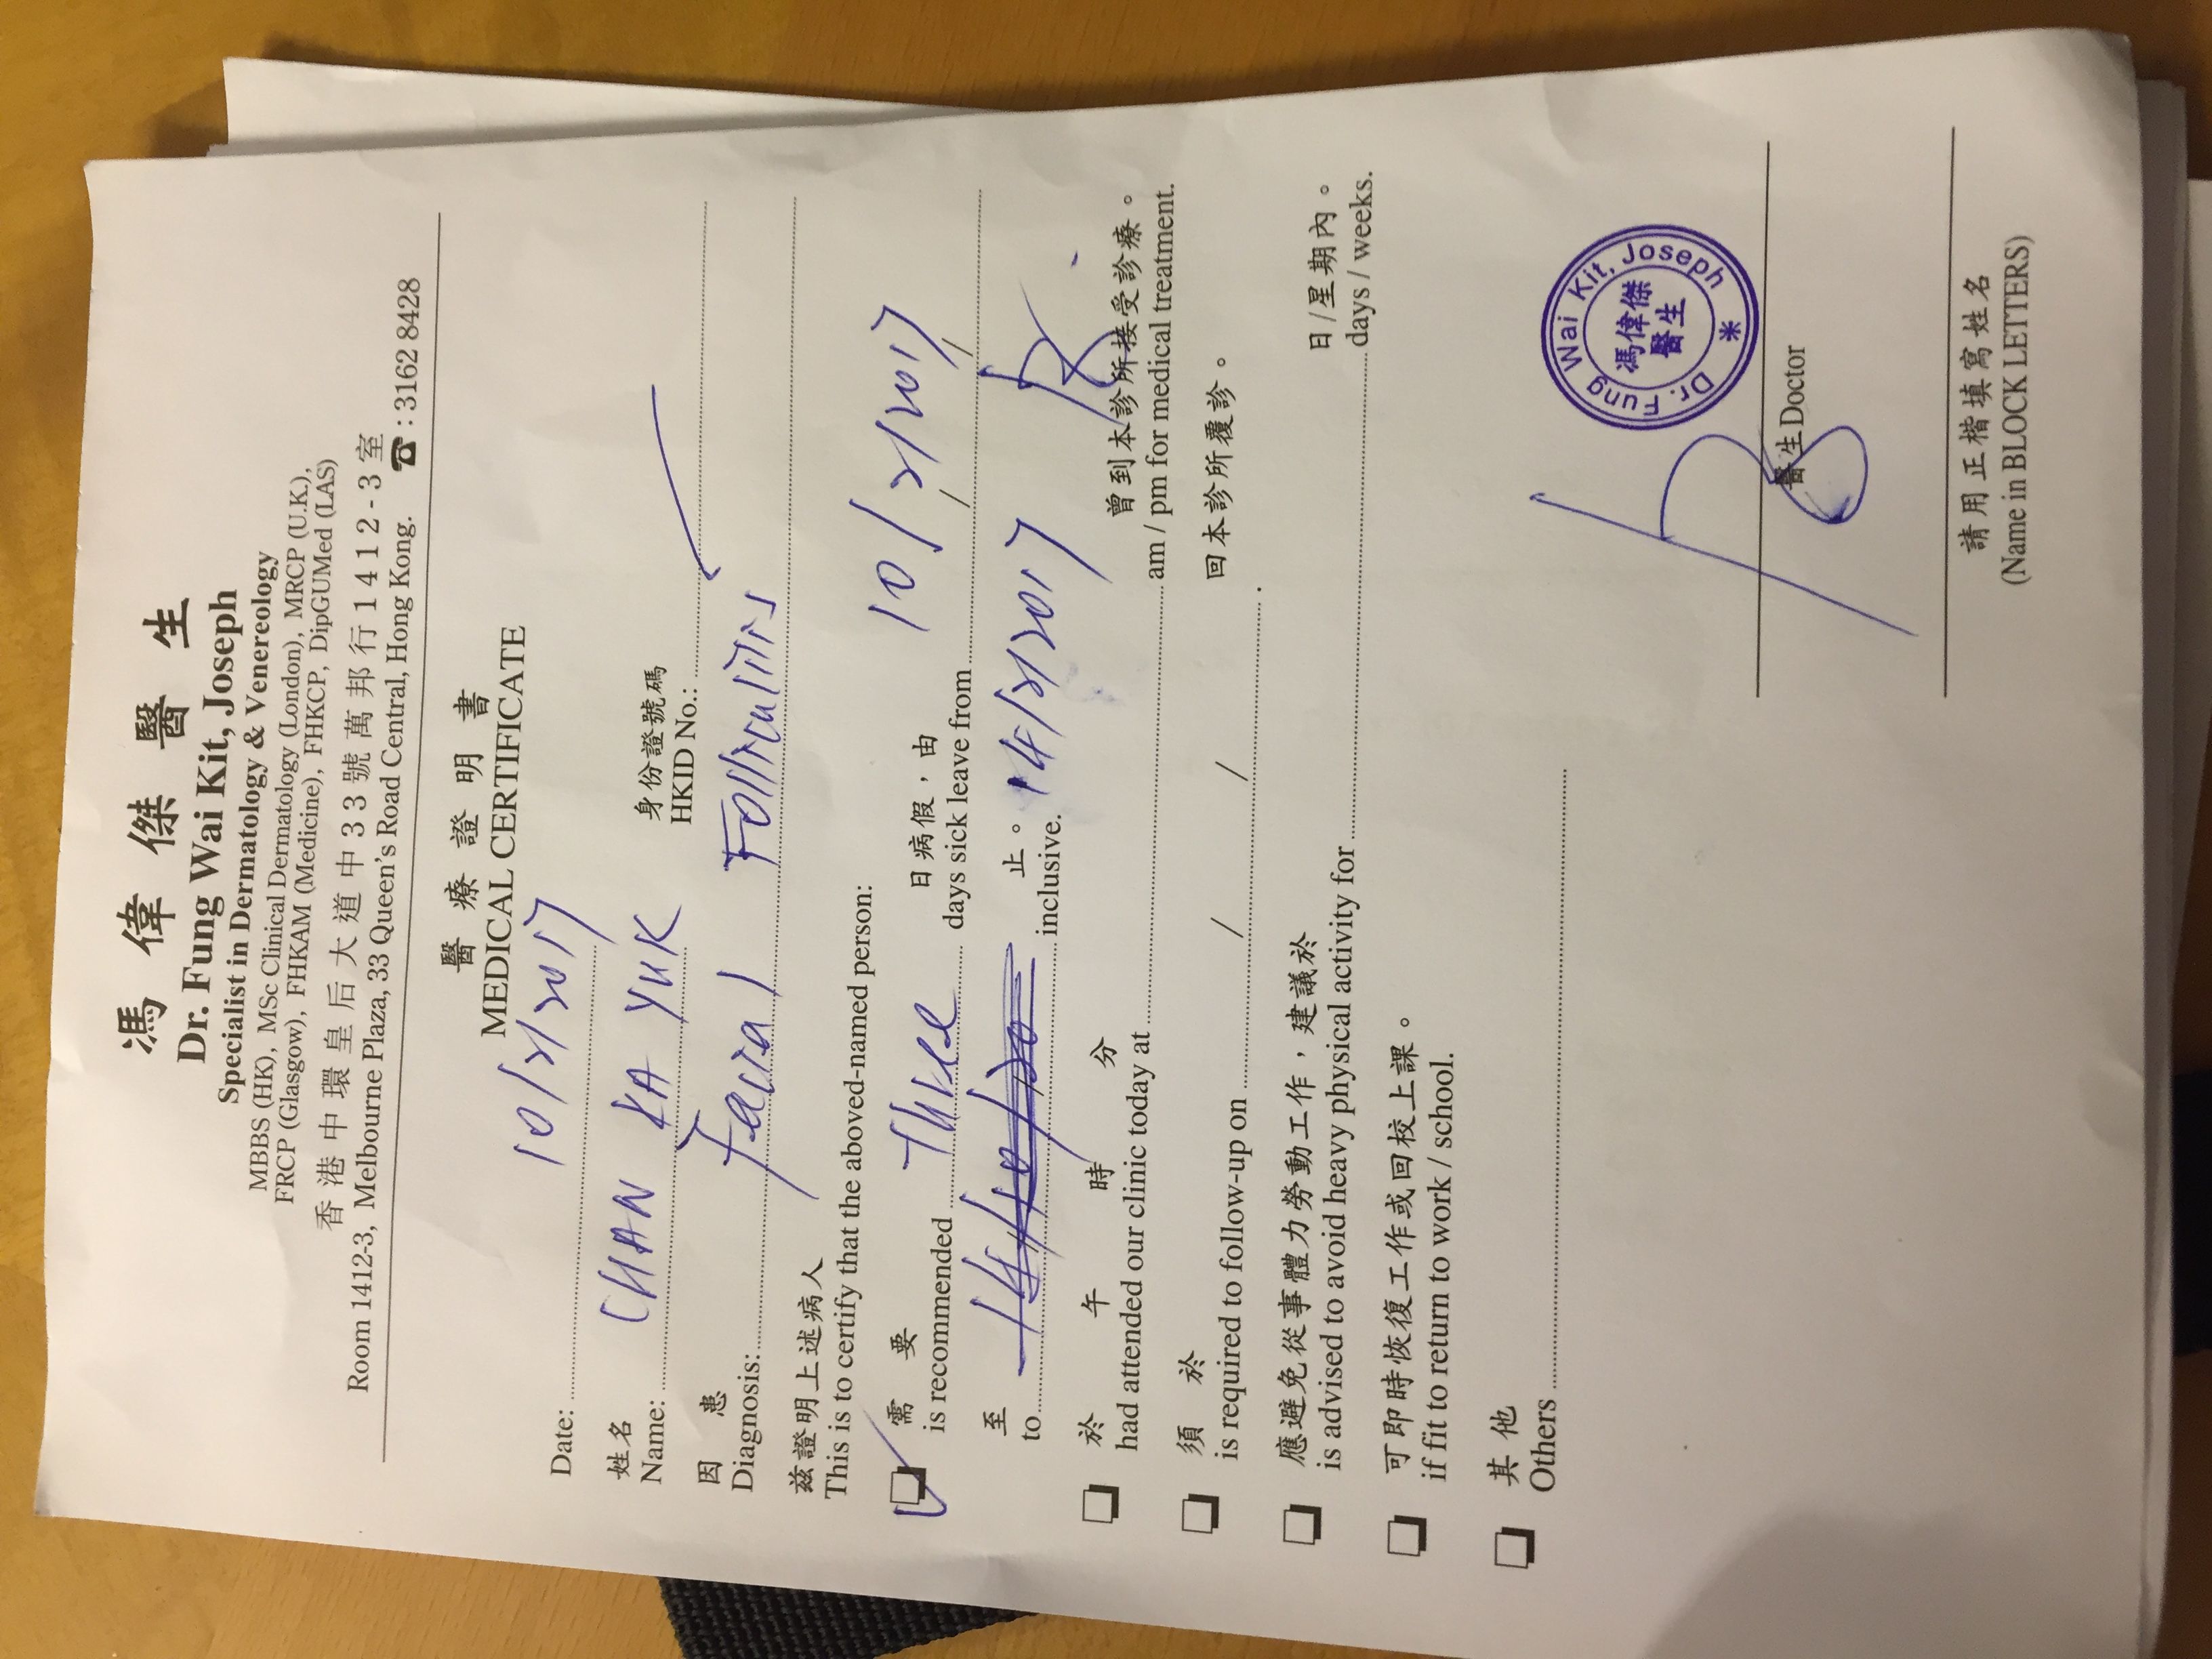 馮偉傑醫生
Dr. Fung Wai Kit, Joseph
Specialist in Dermatology & Venereology
MBBS (HK), MSc Clinical Dermatology (London), MRCP (U.K.),
FRCP (Glasgow), FHKAM (Medicine), FHKCP, DipGUMed (LAS)
香港中環皇后大道中33號萬邦行1412-3室
Room 1412-3, Melbourne Plaza, 33 Queen's Road Central, Hong Kong. ☎ : 3162 8428
醫療證明書
MEDICAL CERTIFICATE
Date: 10/2/2017
姓名 身份證號碼
Name: CHAN KA YUK HKID No.:
因患
Diagnosis: Facial Folliculitis
茲證明上述病人
This is to certify that the aboved-named person:
需要 日病假，由
is recommended Three days sick leave from 10/2/2017
至 止。
to 14/10/20 inclusive. 14/2/2017
於 午 時 分 曾到本診所接受診療。
had attended our clinic today at am / pm for medical treatment.
須於 回本診所覆診。
is required to follow-up on / / .
應避免從事體力勞動工作，建議於 日/星期內。
is advised to avoid heavy physical activity for days / weeks.
可即時恢復工作或回校上課。
if fit to return to work / school.
其他
Others
Dr. Fung Wai Kit, Joseph
馮偉傑
醫生
醫生Doctor
請用正楷填寫姓名
(Name in BLOCK LETTERS)